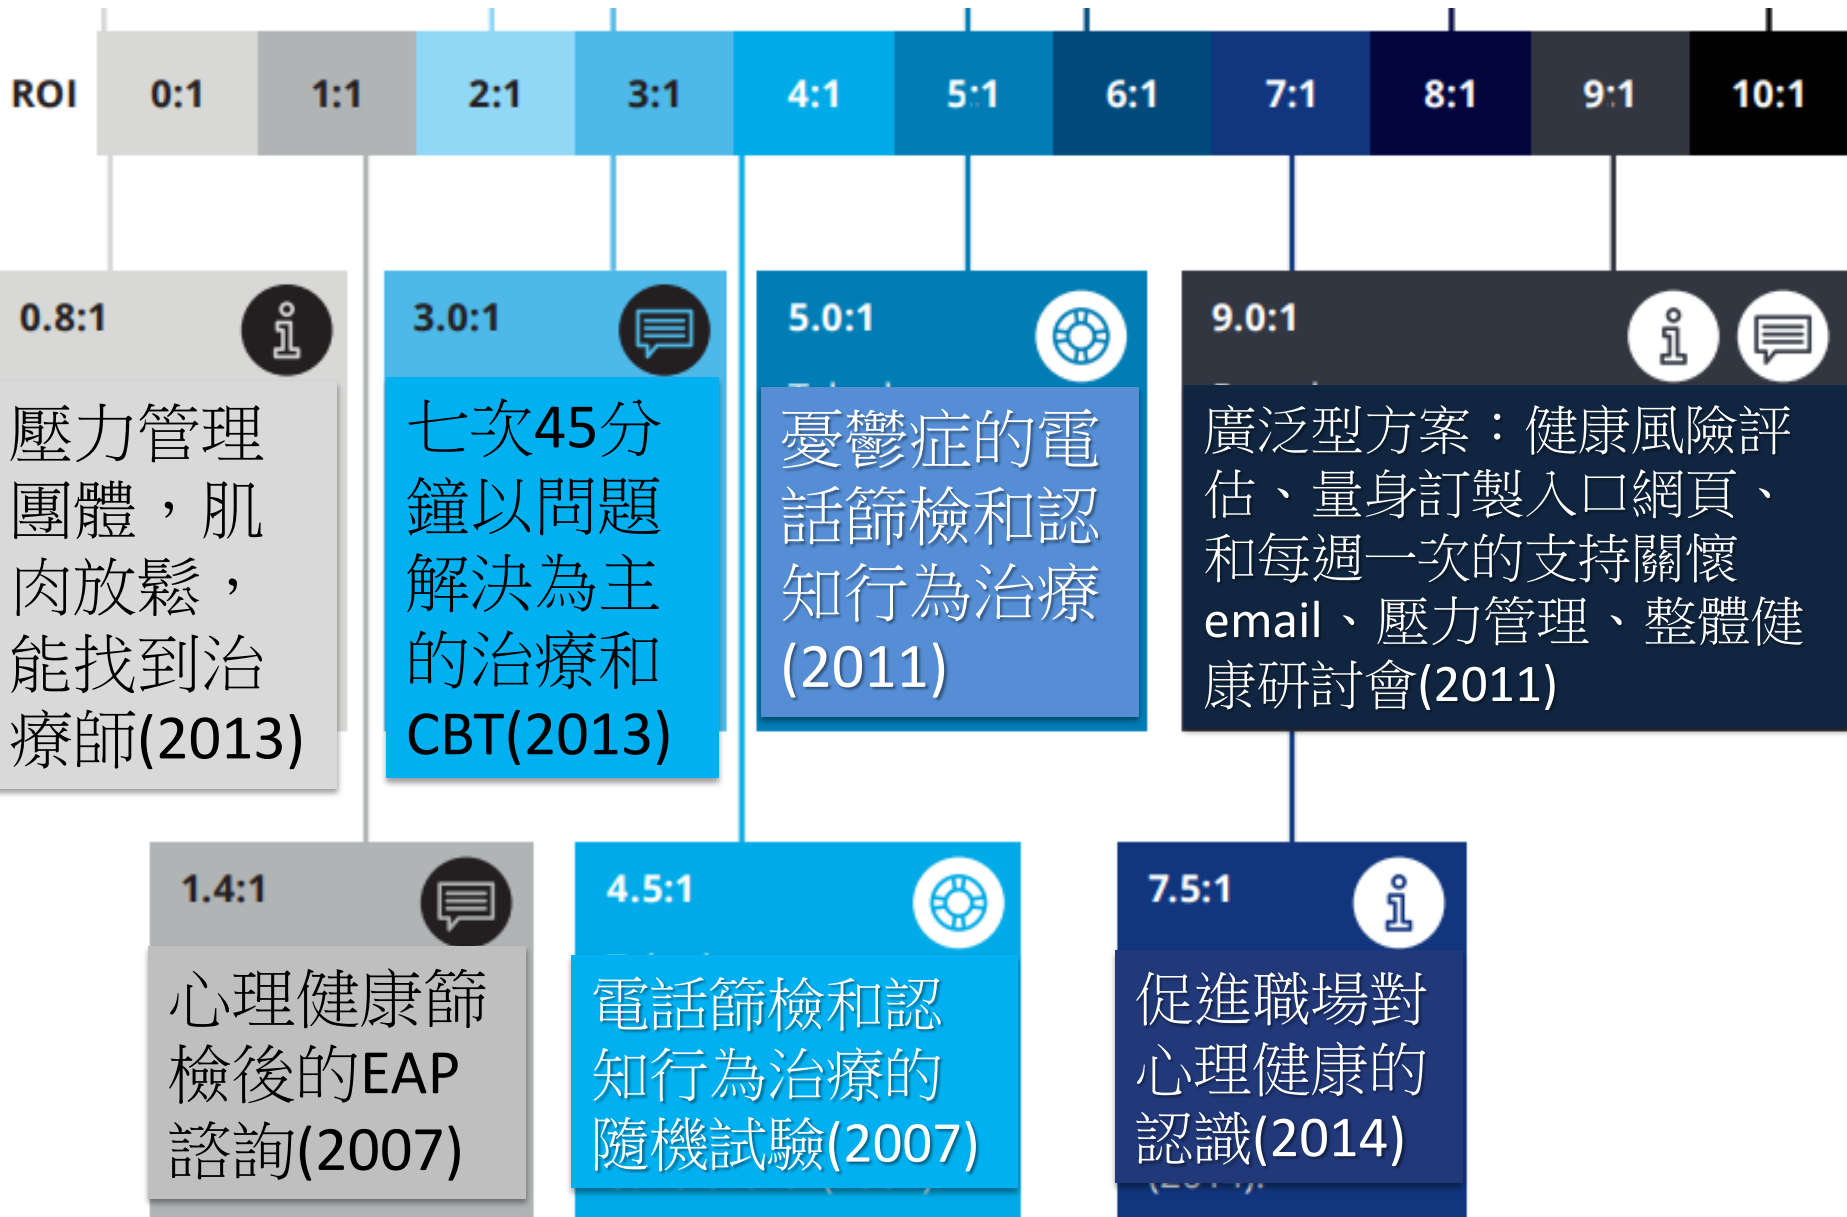 ROI 0:1 1:1 2:1 3:1 4:1 5:1 6:1 7:1 8:1 9:1 10:1
0.8:1
壓力管理
團體，肌
肉放鬆，
能找到治
療師(2013)
3.0:1
七次45分
鐘以問題
解決為主
的治療和
CBT(2013)
5.0:1
憂鬱症的電
話篩檢和認
知行為治療
(2011)
9.0:1
廣泛型方案：健康風險評
估、量身訂製入口網頁、
和每週一次的支持關懷
email、壓力管理、整體健
康研討會(2011)
1.4:1
心理健康篩
檢後的EAP
諮詢(2007)
4.5:1
電話篩檢和認
知行為治療的
隨機試驗(2007)
7.5:1
促進職場對
心理健康的
認識(2014)